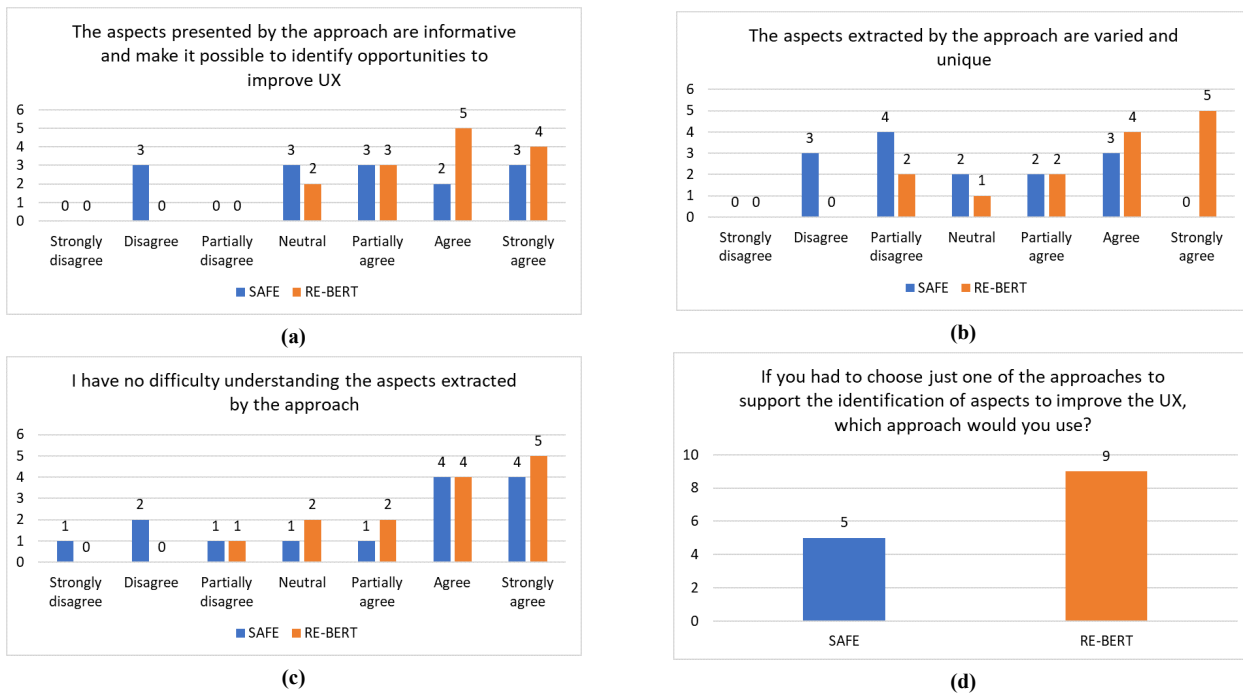 The aspects presented by the approach are informative
and make it possible to identify opportunities to
improve UX
6
5
4
3
2
1
0
0 0
3 0
0 0
3 2
3 3
2 5
3 4
Strongly disagree
Disagree
Partially disagree
Neutral
Partially agree
Agree
Strongly agree
SAFE RE-BERT
(a)
The aspects extracted by the approach are varied and
unique
6
5
4
3
2
1
0
0 0
3 0
4 2
2 1
2 2
3 4
0 5
Strongly disagree
Disagree
Partially disagree
Neutral
Partially agree
Agree
Strongly agree
SAFE RE-BERT
(b)
I have no difficulty understanding the aspects extracted
by the approach
6
5
4
3
2
1
0
1 0
2 0
1 1
1 2
1 2
4 4
4 5
Strongly disagree
Disagree
Partially disagree
Neutral
Partially agree
Agree
Strongly agree
SAFE RE-BERT
(c)
If you had to choose just one of the approaches to
support the identification of aspects to improve the UX,
which approach would you use?
10
8
6
4
2
0
5
9
SAFE
RE-BERT
(d)